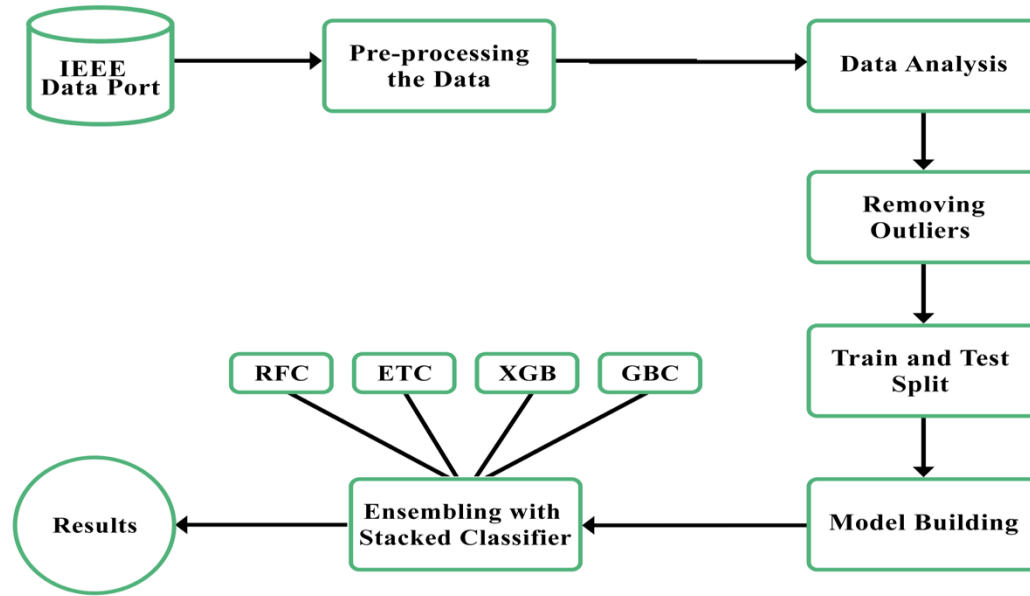 IEEE
Data Port
Pre-processing
the Data
Data Analysis
Removing
Outliers
Train and Test
Split
Model Building
RFC
ETC
XGB
GBC
Ensembling with
Stacked Classifier
Results